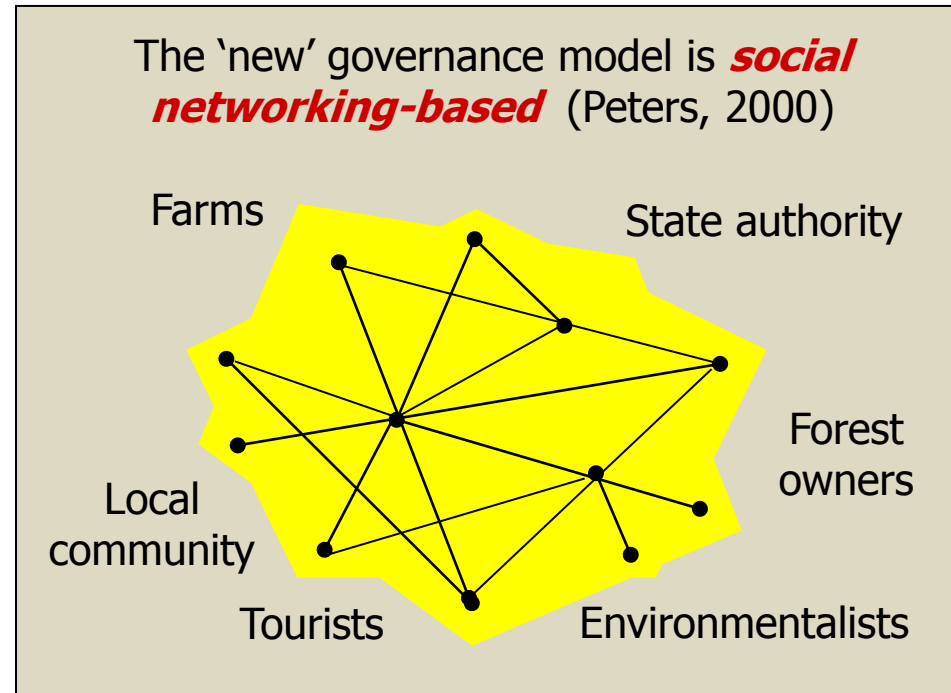 The ‘new’ governance model is social
networking-based (Peters, 2000)
Farms
State authority
Forest
owners
Local
community
Tourists
Environmentalists